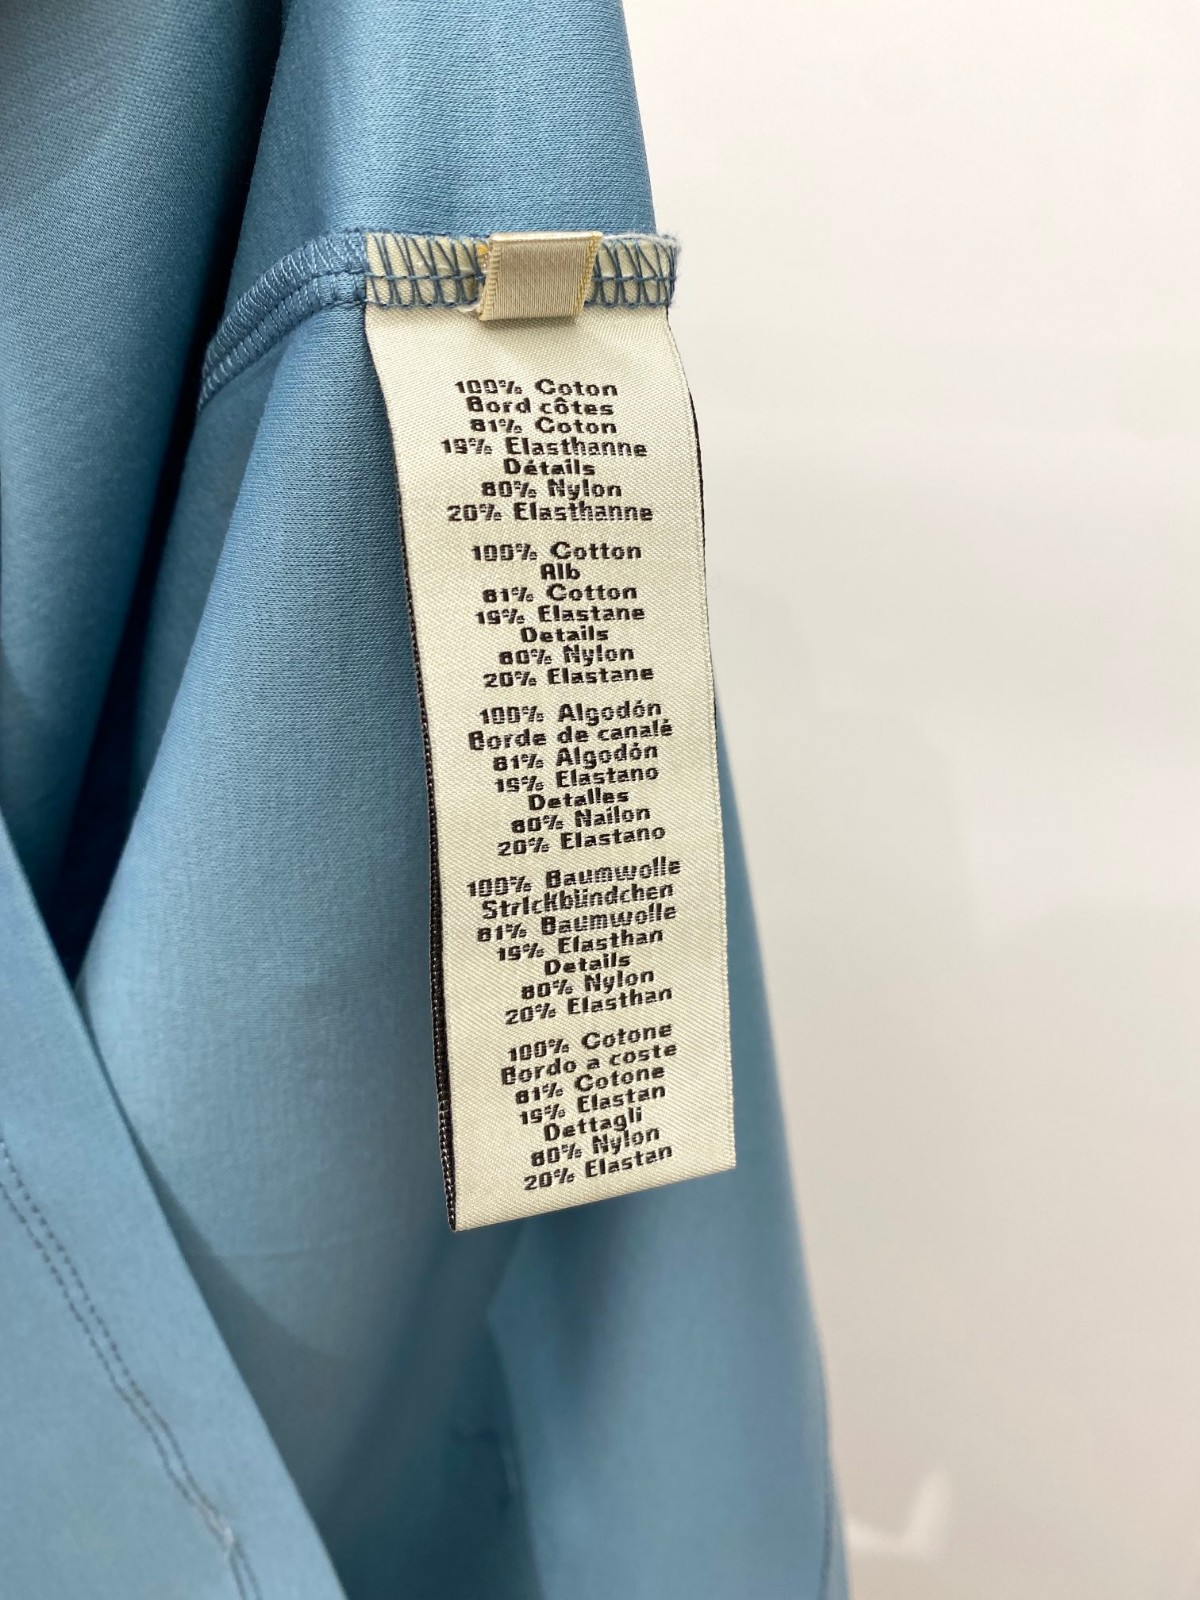 100% Coton
Bord côtes
81% Coton
19% Elasthanne
Détails
80% Nylon
20% Elasthanne
100% Cotton
Rib
81% Cotton
19% Elastane
Details
80% Nylon
20% Elastane
100% Algodón
Borde de canalé
81% Algodón
19% Elastano
Detalles
80% Nailon
20% Elastano
100% Baumwolle
Strickbündchen
81% Baumwolle
19% Elasthan
Details
80% Nylon
20% Elasthan
100% Cotone
Bordo a coste
81% Cotone
19% Elastan
Dettagli
80% Nylon
20% Elastan